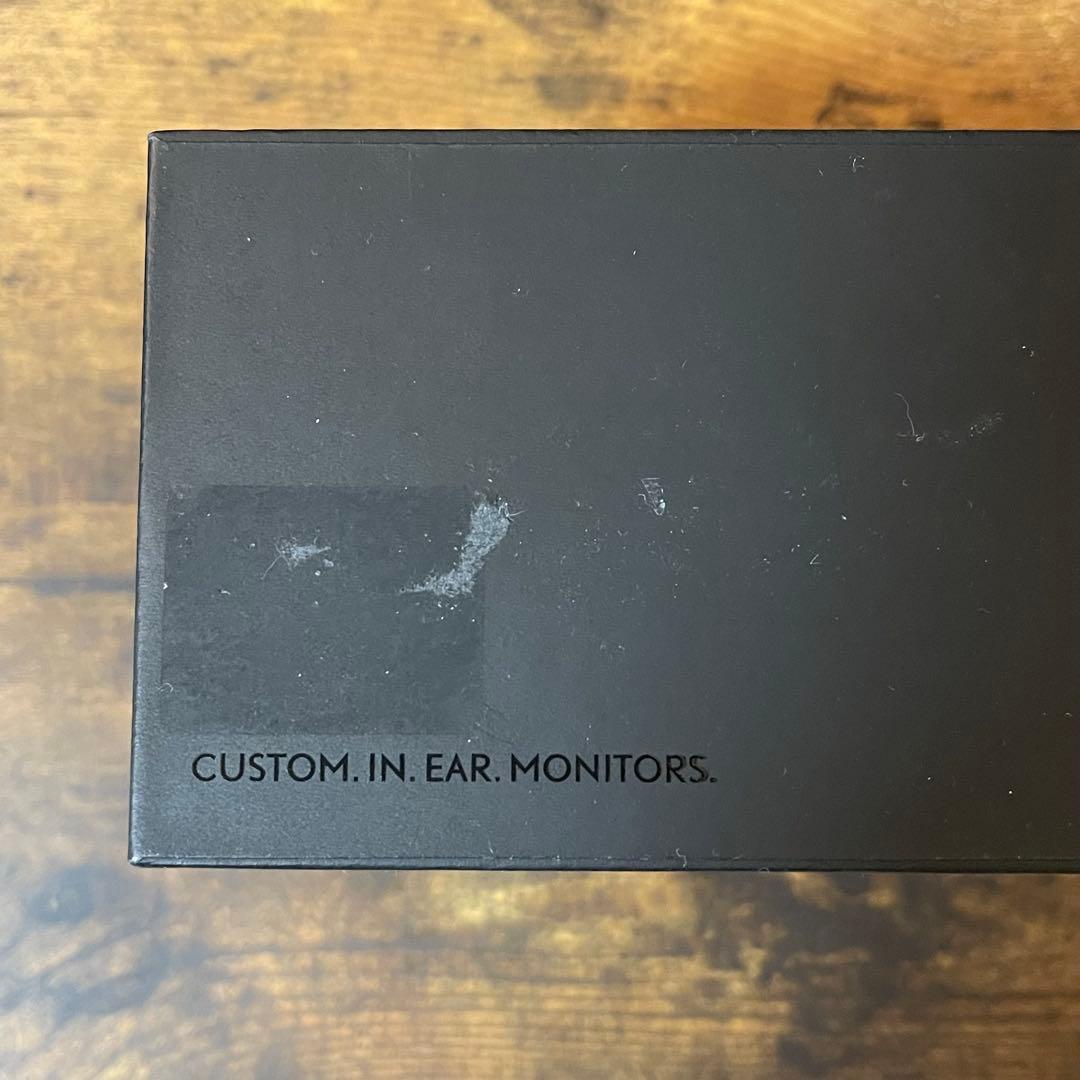 CUSTOM. IN. EAR. MONITORS.